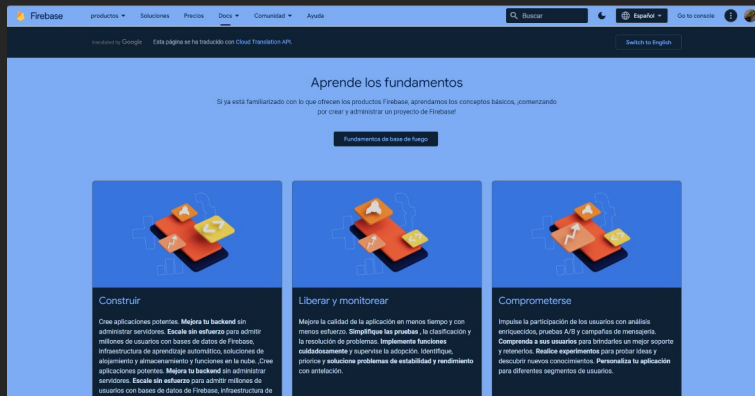 Firebase productos Soluciones Precios Docs Comunidad Ayuda Buscar Español Go to console
translated by Google Esta página se ha traducido con Cloud Translation API. Switch to English
Aprende los fundamentos
Si ya está familiarizado con lo que ofrecen los productos Firebase, aprendamos los conceptos básicos, ¡comenzando
por crear y administrar un proyecto de Firebase!
Fundamentos de base de fuego
Construir
Cree aplicaciones potentes. Mejora tu backend sin
administrar servidores. Escale sin esfuerzo para admitir
millones de usuarios con bases de datos de Firebase,
infraestructura de aprendizaje automático, soluciones de
alojamiento y almacenamiento y funciones en la nube. ,Cree
aplicaciones potentes. Mejora tu backend sin administrar
servidores. Escale sin esfuerzo para admitir millones de
usuarios con bases de datos de Firebase, infraestructura de
Liberar y monitorear
Mejore la calidad de la aplicación en menos tiempo y con
menos esfuerzo. Simplifique las pruebas , la clasificación y
la resolución de problemas. Implemente funciones
cuidadosamente y supervise la adopción. Identifique,
priorice y solucione problemas de estabilidad y rendimiento
con antelación.
Comprometerse
Impulse la participación de los usuarios con análisis
enriquecidos, pruebas A/B y campañas de mensajería.
Comprenda a sus usuarios para brindarles un mejor soporte
y retenerlos. Realice experimentos para probar ideas y
descubrir nuevos conocimientos. Personaliza tu aplicación
para diferentes segmentos de usuarios.